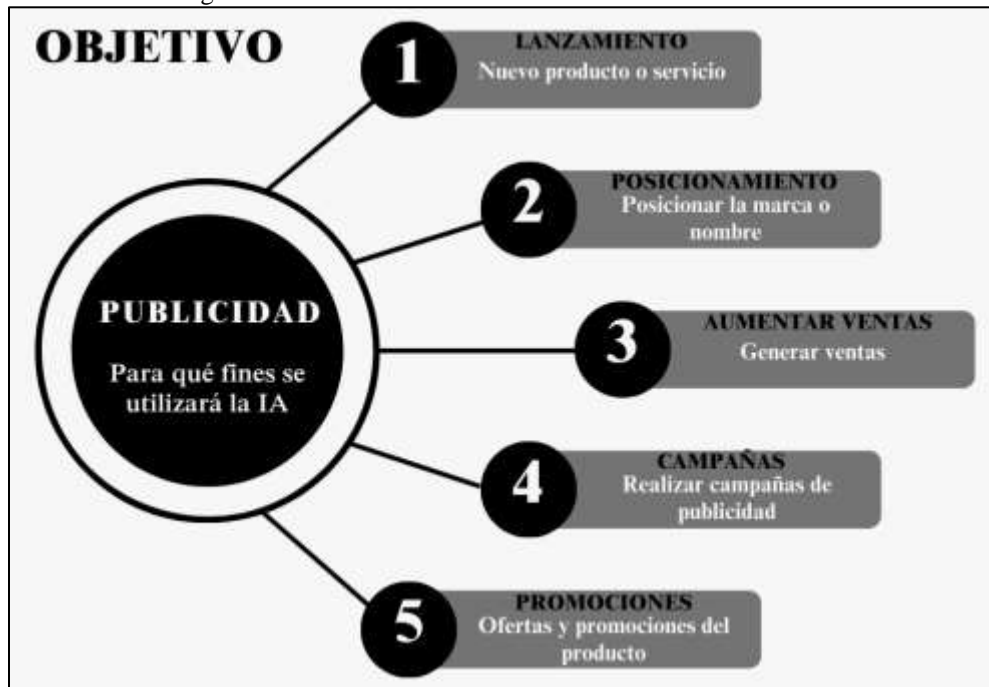 OBJETIVO
1
LANZAMIENTO
Nuevo producto o servicio
2
POSICIONAMIENTO
Posicionar la marca o
nombre
PUBLICIDAD
Para qué fines se
utilizará la IA
3
AUMENTAR VENTAS
Generar ventas
4
CAMPAÑAS
Realizar campañas de
publicidad
5
PROMOCIONES
Ofertas y promociones del
producto